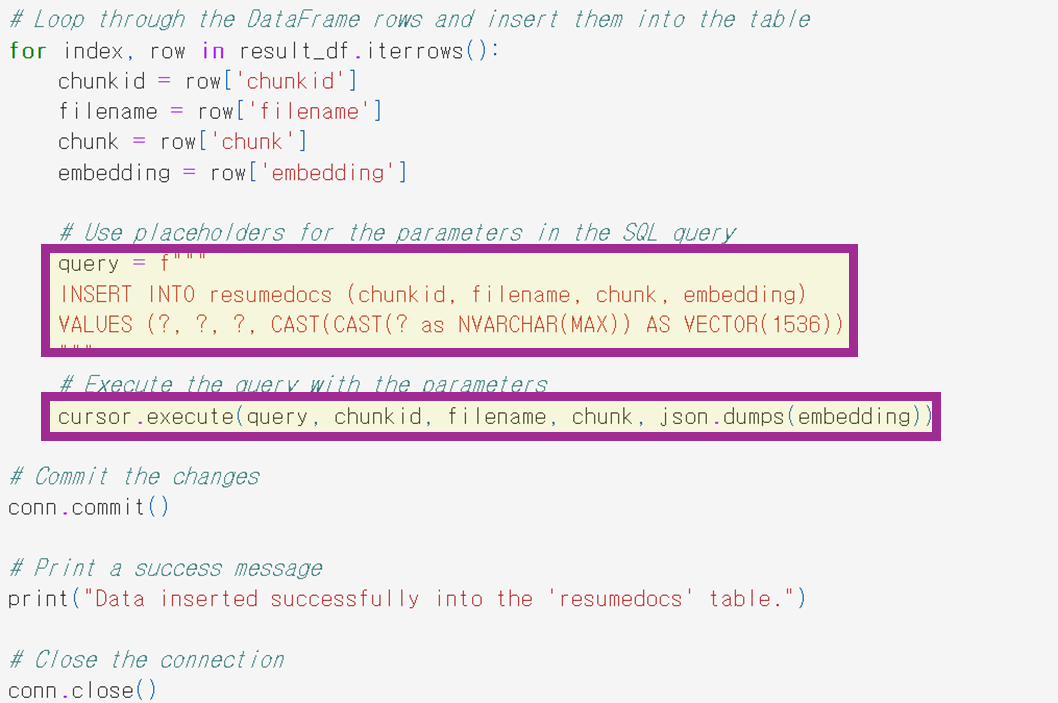 # Loop through the DataFrame rows and insert them into the table
for index, row in result_df.iterrows():
    chunkid = row['chunkid']
    filename = row['filename']
    chunk = row['chunk']
    embedding = row['embedding']
    # Use placeholders for the parameters in the SQL query
    query = f"""
    INSERT INTO resumedocs (chunkid, filename, chunk, embedding)
    VALUES (?, ?, ?, CAST(CAST(? as NVARCHAR(MAX)) AS VECTOR(1536))
    """
    # Execute the query with the parameters
    cursor.execute(query, chunkid, filename, chunk, json.dumps(embedding))
# Commit the changes
conn.commit()
# Print a success message
print("Data inserted successfully into the 'resumedocs' table.")
# Close the connection
conn.close()